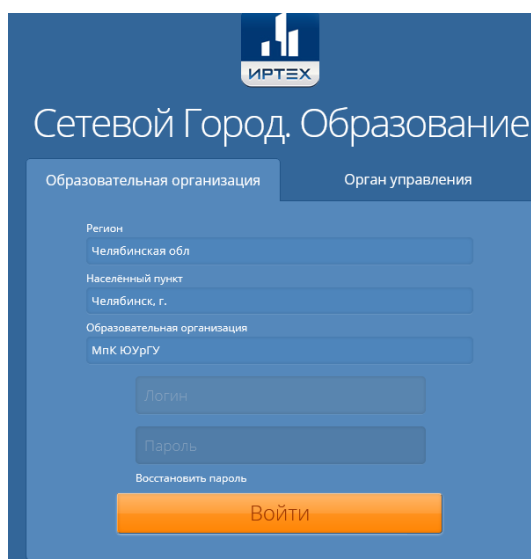 ИРТЕХ
Сетевой Город. Образование
Образовательная организация
Орган управления
Регион
Челябинская обл
Населённый пункт
Челябинск, г.
Образовательная организация
МпК ЮУрГУ
Логин
Пароль
Восстановить пароль
Войти